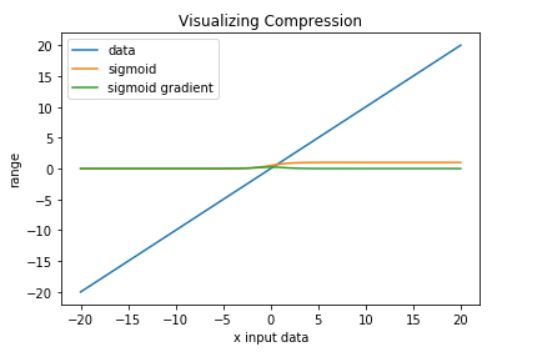 Visualizing Compression
data
sigmoid
sigmoid gradient
20
15
10
5
0
−5
−10
−15
−20
range
−20 −15 −10 −5 0 5 10 15 20
x input data